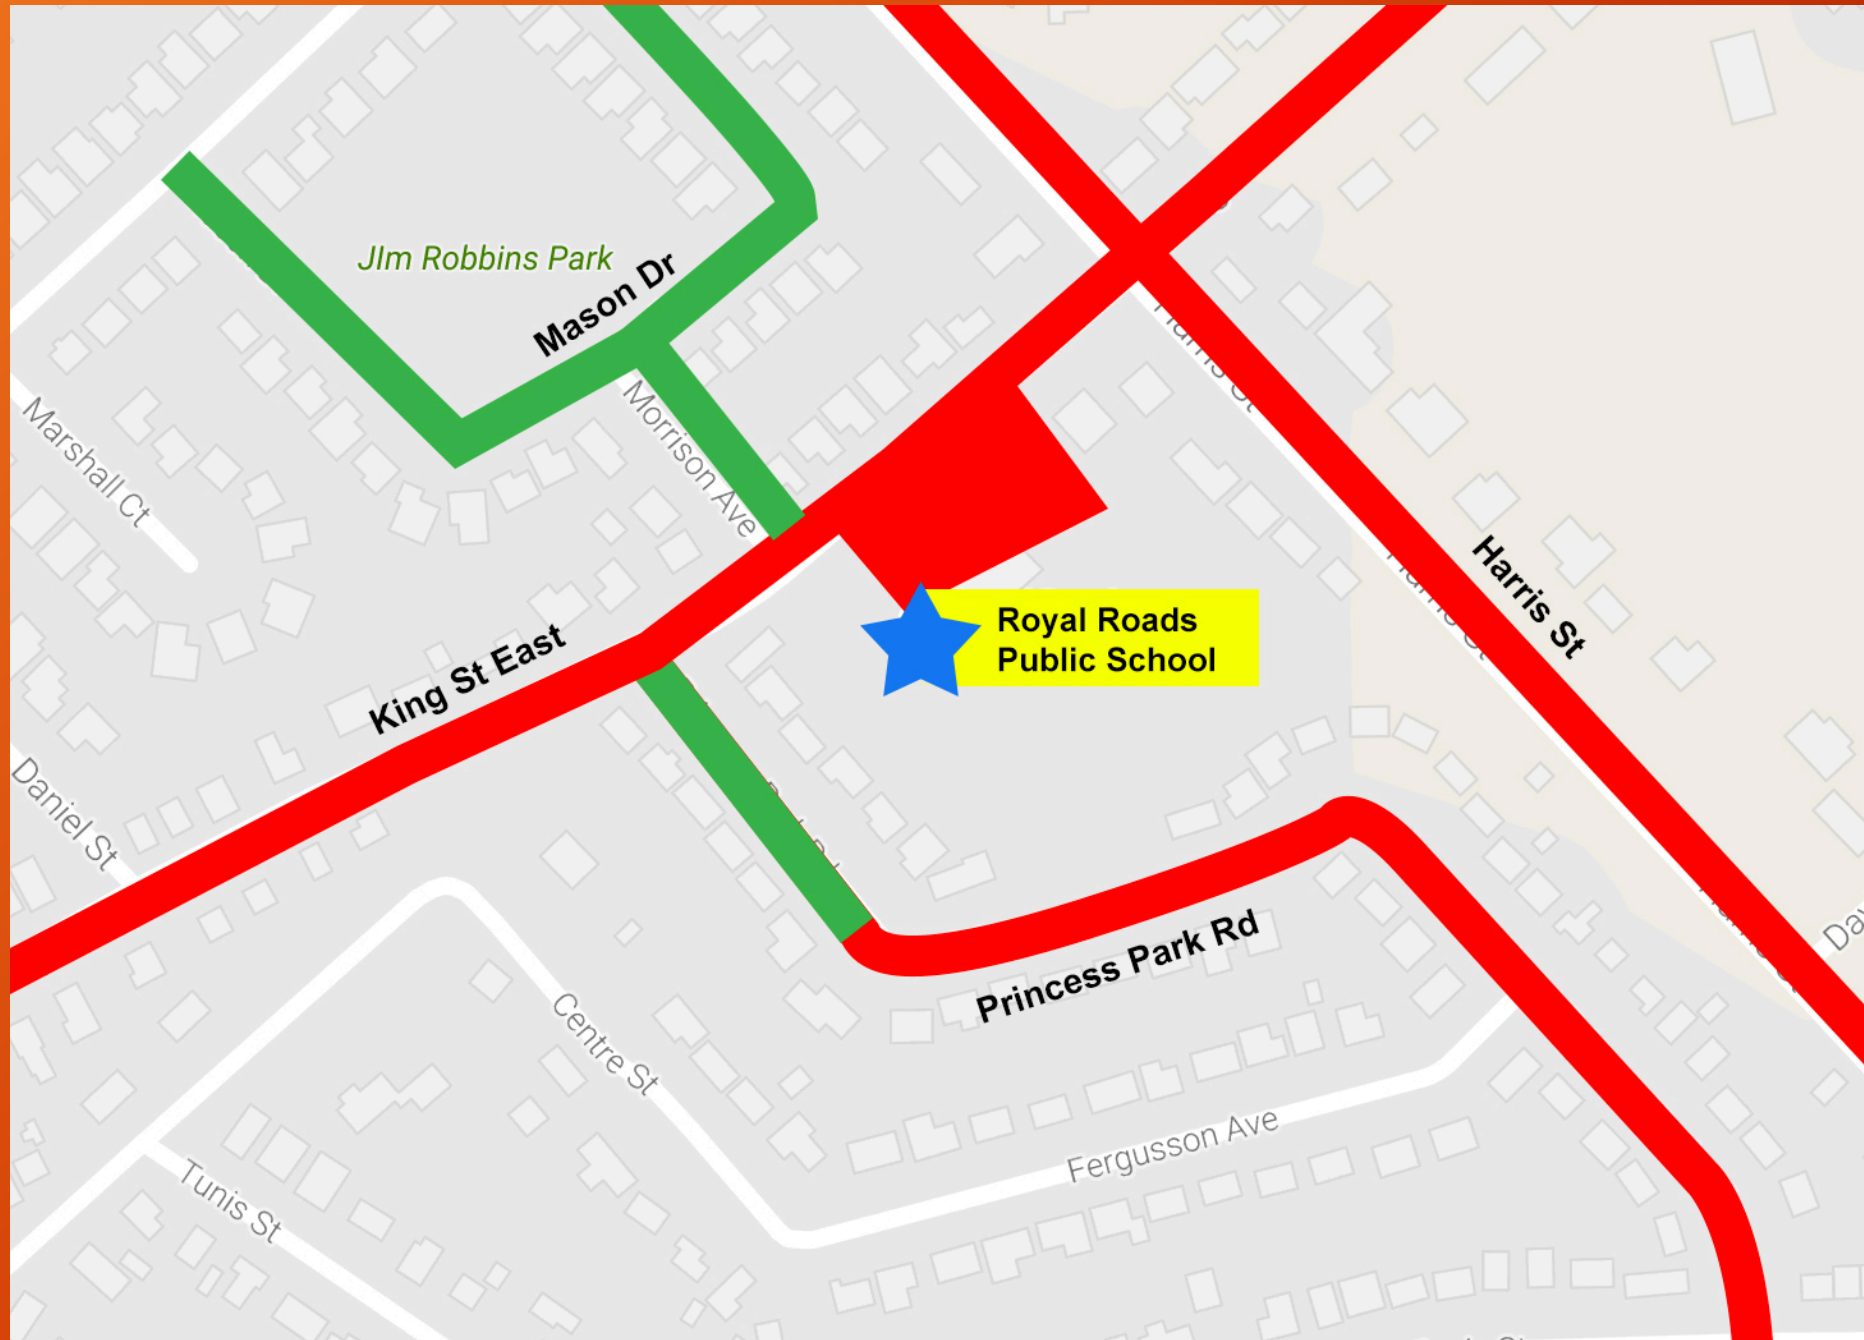 JIm Robbins Park
Mason Dr
Harris St
Marshall Ct
Morrison Ave
Harris St
King St East
Royal Roads
Public School
Daniel St
Princess Park Rd
Centre St
Fergusson Ave
Tunis St